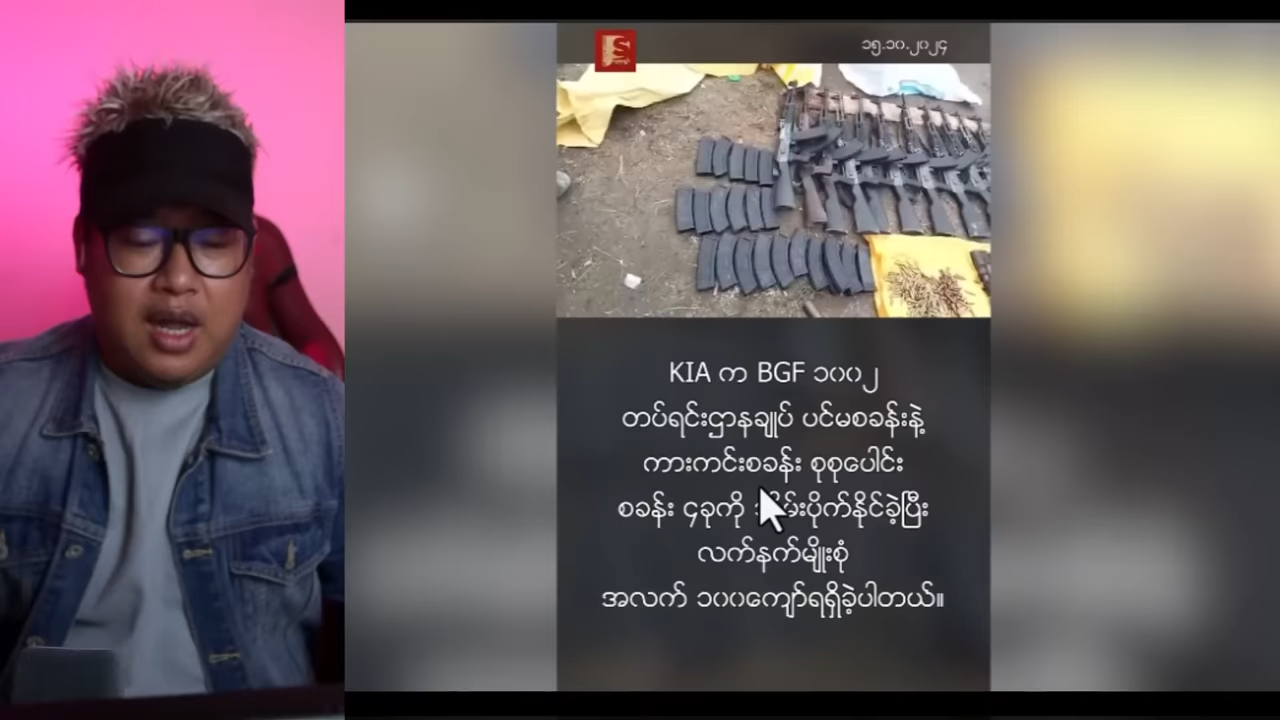 ၁၅.၁၀.၂၀၂၄
KIA က BGF ၁၀၀၂
တပ်ရင်းဌာနချုပ် ပင်မစခန်းနဲ့
ကားကင်းစခန်း စုစုပေါင်း
စခန်း ၄ခုကို ပိုက်နိုင်ခဲ့ပြီး
လက်နက်မျိုးစုံ
အလက် ၁၀၀ကျော်ရရှိခဲ့ပါတယ်။